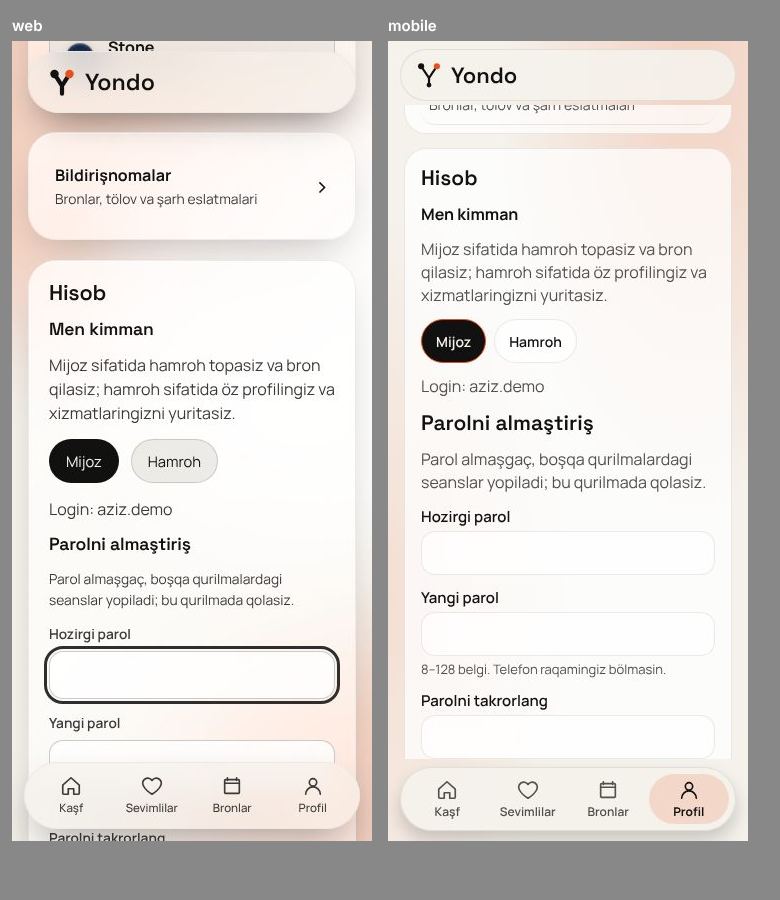 web
Stone
Yondo
Bildirişnomalar
Bronlar, tölov va şarh eslatmalari
Hisob
Men kimman
Mijoz sifatida hamroh topasiz va bron
qilasiz; hamroh sifatida öz profilingiz va
xizmatlaringizni yuritasiz.
Mijoz
Hamroh
Login: aziz.demo
Parolni almaştiriş
Parol almaşgaç, boşqa qurilmalardagi
seanslar yopiladi; bu qurilmada qolasiz.
Hozirgi parol
Yangi parol
Kaşf
Sevimlilar
Bronlar
Profil
Parolni takrorlang
mobile
Yondo
Bronlar, tölov va şarh eslatmalari
Hisob
Men kimman
Mijoz sifatida hamroh topasiz va bron
qilasiz; hamroh sifatida öz profilingiz va
xizmatlaringizni yuritasiz.
Mijoz
Hamroh
Login: aziz.demo
Parolni almaştiriş
Parol almaşgaç, boşqa qurilmalardagi
seanslar yopiladi; bu qurilmada qolasiz.
Hozirgi parol
Yangi parol
8–128 belgi. Telefon raqamingiz bölmasin.
Parolni takrorlang
Kaşf
Sevimlilar
Bronlar
Profil